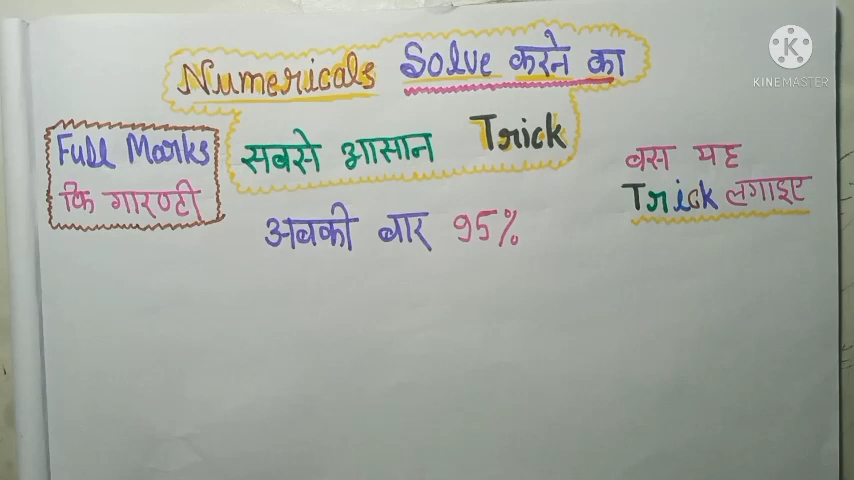 Numericals Solve करने का
सबसे आसान Trick
Full Marks
कि गारण्टी
बस यह
Trick लगाइए
अबकी बार 95%
KINEMASTER